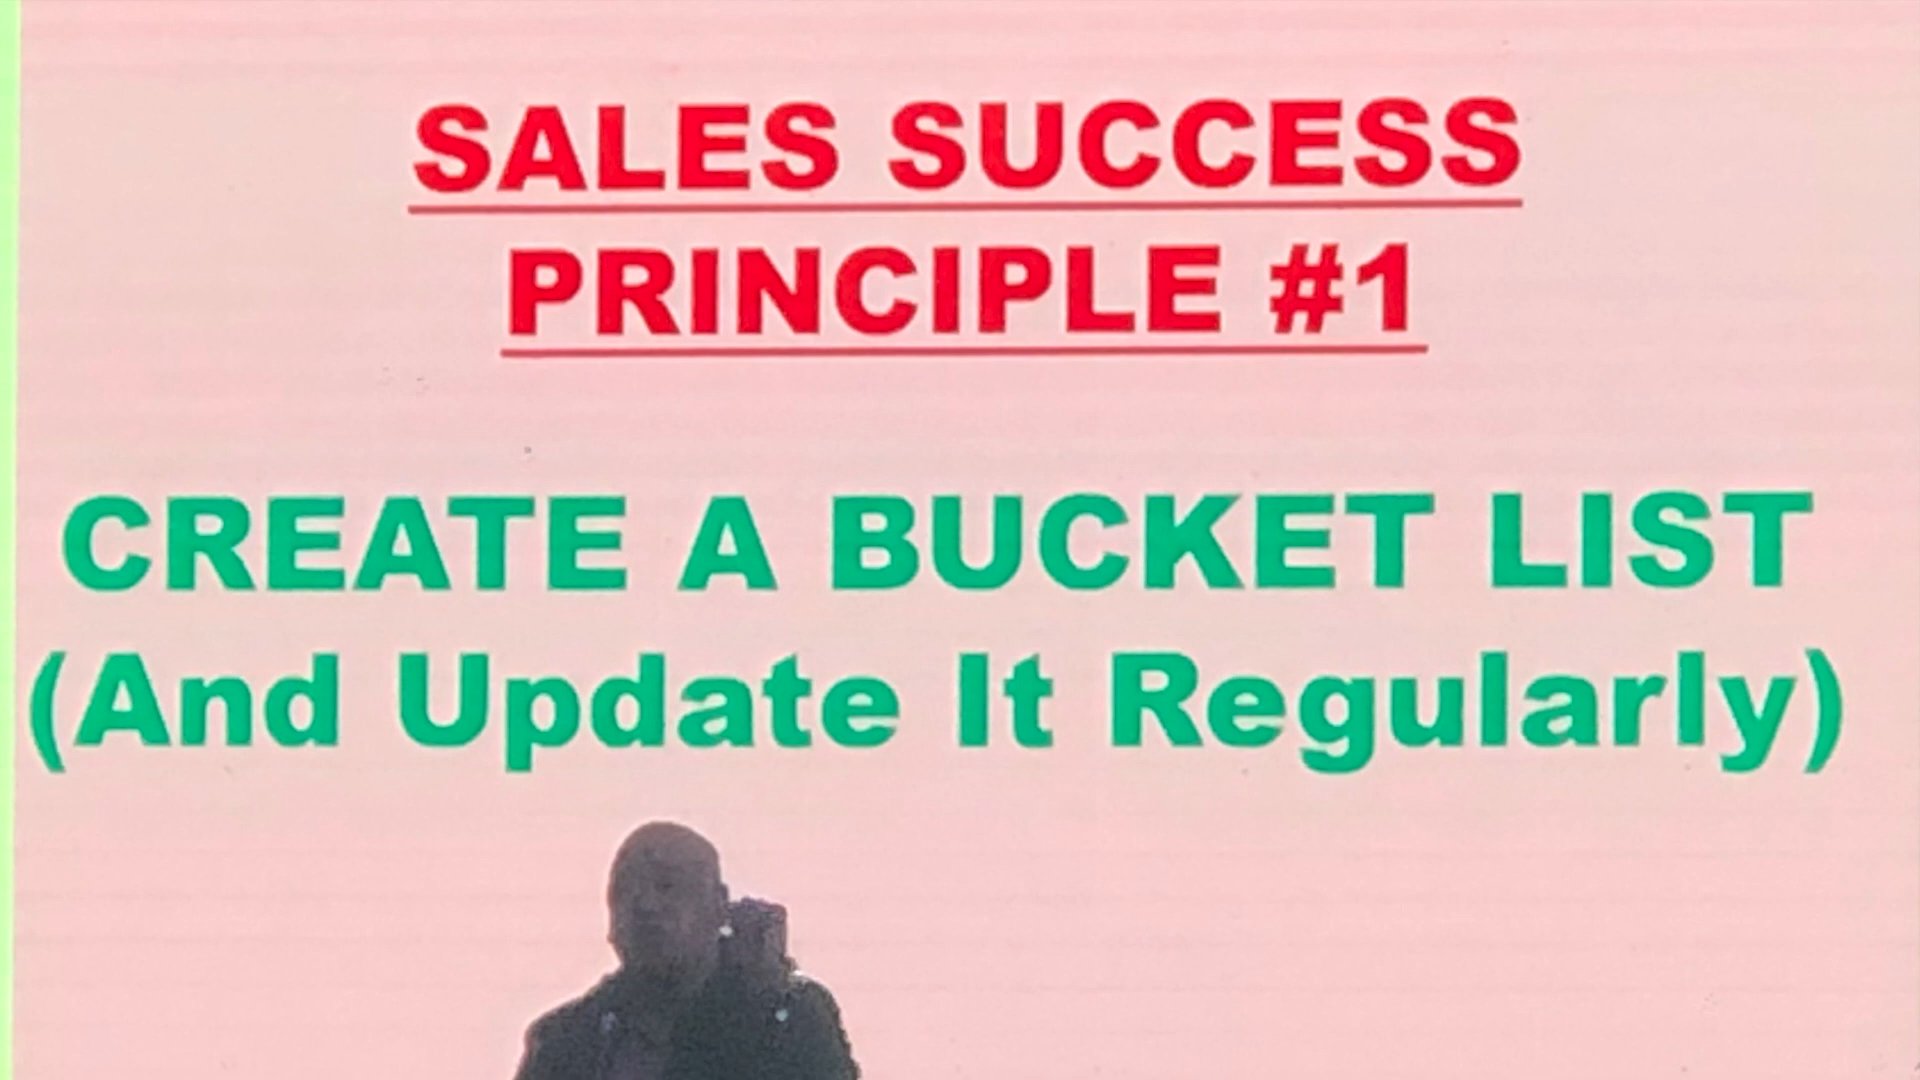 SALES SUCCESS
PRINCIPLE #1
CREATE A BUCKET LIST
(And Update It Regularly)